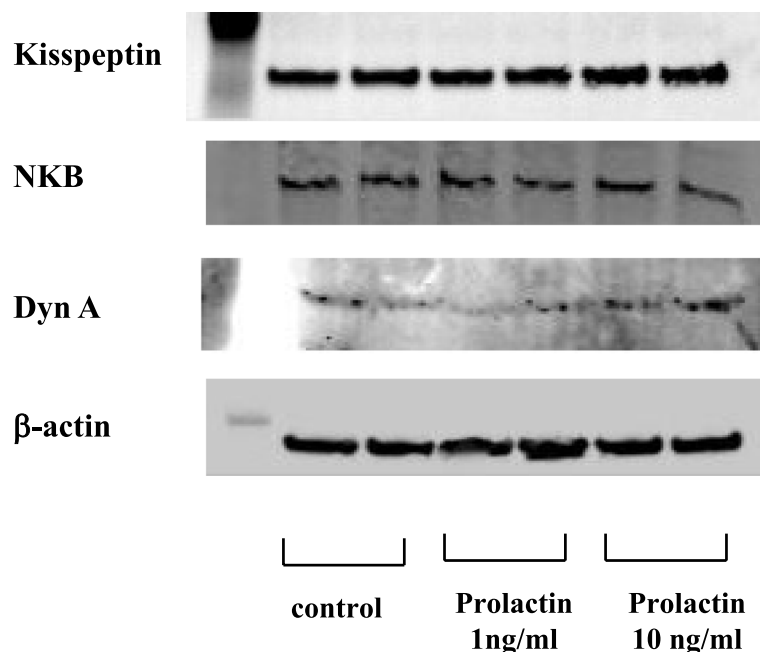 Kisspeptin
NKB
Dyn A
β-actin
control
Prolactin
1ng/ml
Prolactin
10 ng/ml